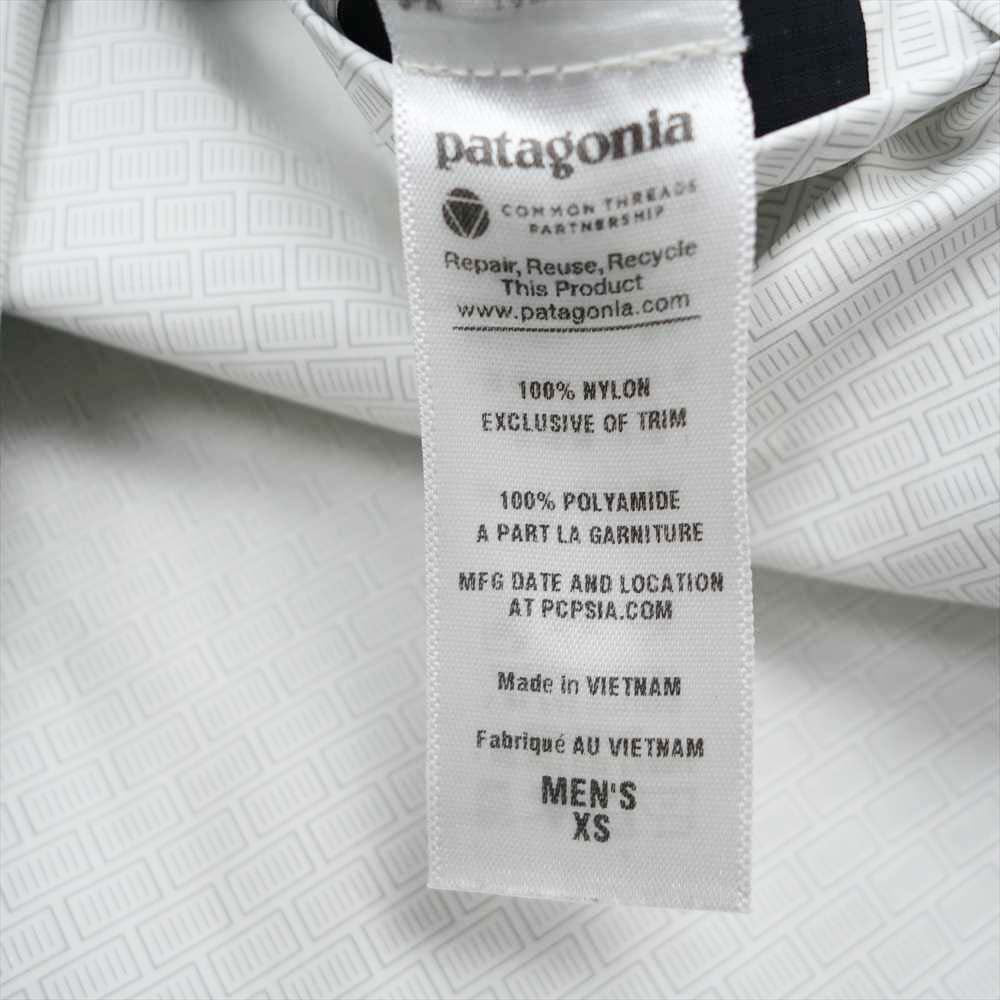 patagonia
COMMON THREADS
PARTNERSHIP
Repair, Reuse, Recycle
This Product
www.patagonia.com
100% NYLON
EXCLUSIVE OF TRIM
100% POLYAMIDE
A PART LA GARNITURE
MFG DATE AND LOCATION
AT PCPSIA.COM
Made in VIETNAM
Fabriqué AU VIETNAM
MEN'S
XS